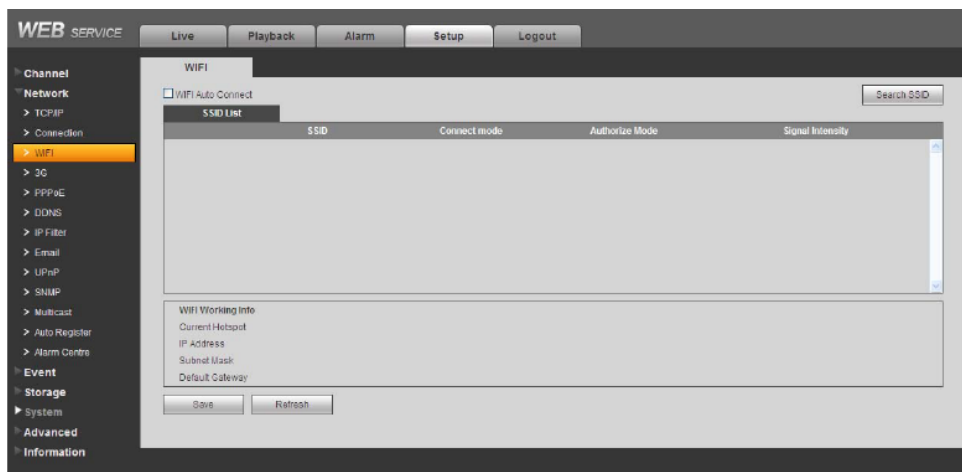 WEB SERVICE
Live Playback Alarm Setup Logout
Channel
Network
> TCP/IP
> Connection
> WIFI
> 3G
> PPPoE
> DDNS
> IP Filter
> Email
> UPnP
> SNMP
> Multicast
> Auto Register
> Alarm Centre
Event
Storage
System
Advanced
Information
WIFI
WIFI Auto Connect
Search SSID
SSID List
SSID Connect mode Authorize Mode Signal Intensity
WIFI Working Info
Current Hotspot
IP Address
Subnet Mask
Default Gateway
Save Refresh